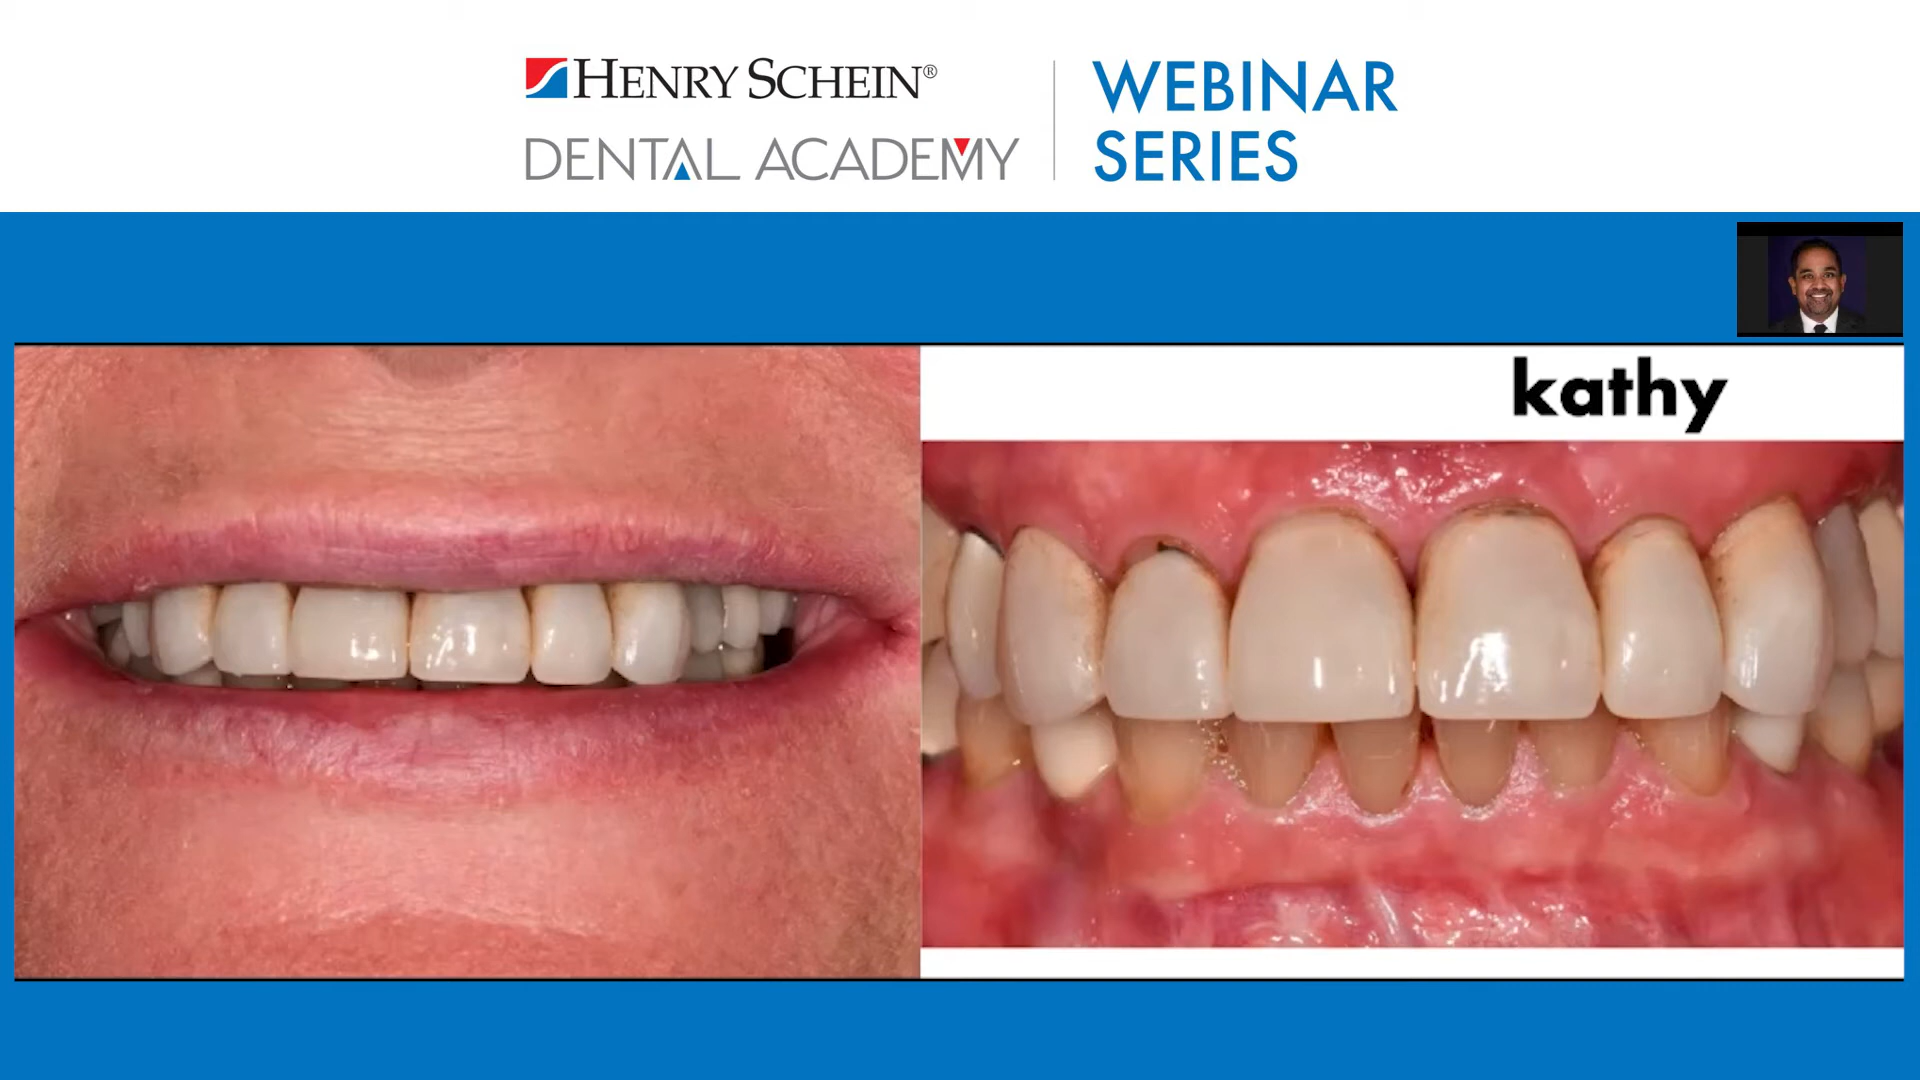 HENRY SCHEIN®
DENTAL ACADEMY
WEBINAR
SERIES
kathy